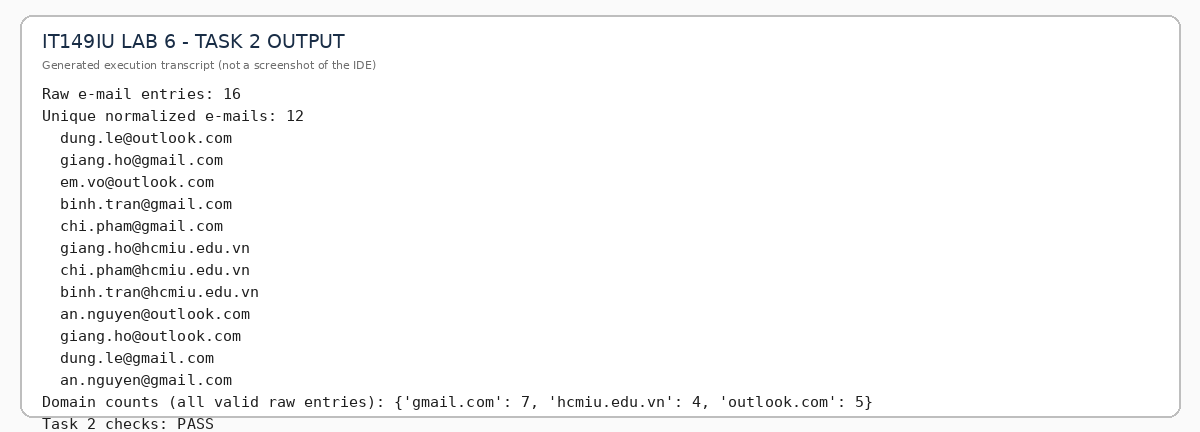 IT149IU LAB 6 - TASK 2 OUTPUT
Generated execution transcript (not a screenshot of the IDE)
Raw e-mail entries: 16
Unique normalized e-mails: 12
dung.le@outlook.com
giang.ho@gmail.com
em.vo@outlook.com
binh.tran@gmail.com
chi.pham@gmail.com
giang.ho@hcmiu.edu.vn
chi.pham@hcmiu.edu.vn
binh.tran@hcmiu.edu.vn
an.nguyen@outlook.com
giang.ho@outlook.com
dung.le@gmail.com
an.nguyen@gmail.com
Domain counts (all valid raw entries): {'gmail.com': 7, 'hcmiu.edu.vn': 4, 'outlook.com': 5}
Task 2 checks: PASS